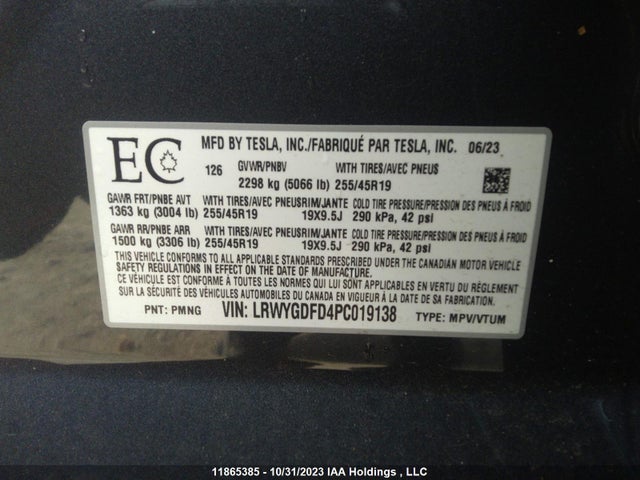 EC
MFD BY TESLA, INC./FABRIQUÉ PAR TESLA, INC. 06/23
126 GVWR/PNBV WITH TIRES/AVEC PNEUS
2298 kg (5066 lb) 255/45R19
GAWR FRT/PNBE AVT WITH TIRES/AVEC PNEUS RIM/JANTE COLD TIRE PRESSURE/PRESSION DES PNEUS À FROID
1363 kg (3004 lb) 255/45R19 19X9.5J 290 kPa, 42 psi
GAWR RR/PNBE ARR WITH TIRES/AVEC PNEUS RIM/JANTE COLD TIRE PRESSURE/PRESSION DES PNEUS À FROID
1500 kg (3306 lb) 255/45R19 19X9.5J 290 kPa, 42 psi
THIS VEHICLE CONFORMS TO ALL APPLICABLE STANDARDS PRESCRIBED UNDER THE CANADIAN MOTOR VEHICLE
SAFETY REGULATIONS IN EFFECT ON THE DATE OF MANUFACTURE.
CE VÉHICULE EST CONFORME À TOUTES LES NORMES QUI LUI SONT APPLICABLES EN VERTU DU RÈGLEMENT
SUR LA SÉCURITÉ DES VÉHICULES AUTOMOBILES DU CANADA EN VIGUEUR À LA DATE DE SA FABRICATION.
PNT: PMNG VIN: LRWYGDFD4PC019138 TYPE: MPV/VTUM
11865385 - 10/31/2023 IAA Holdings , LLC